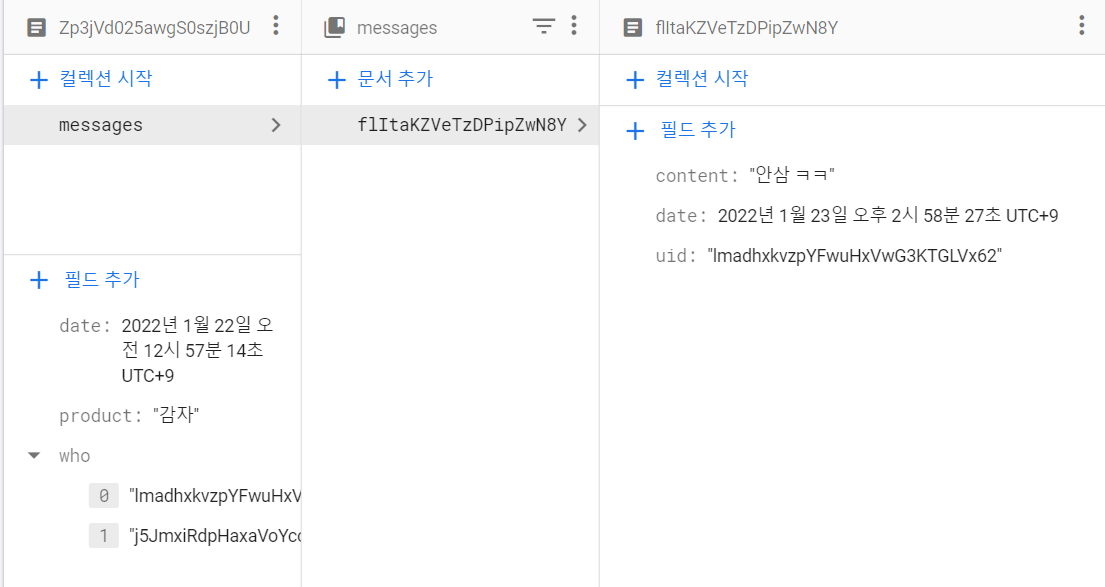 Zp3jVd025awgS0szjB0U
messages
flItaKZVeTzDPipZwN8Y
컬렉션 시작
문서 추가
컬렉션 시작
messages
flItaKZVeTzDPipZwN8Y
필드 추가
content: "안삼 ㅋㅋ"
date: 2022년 1월 23일 오후 2시 58분 27초 UTC+9
uid: "lmadhxkvzpYFwuHxVwG3KTGLVx62"
필드 추가
date: 2022년 1월 22일 오
전 12시 57분 14초
UTC+9
product: "감자"
who
0 "lmadhxkvzpYFwuHxV
1 "j5JmxiRdpHaxaVoYc